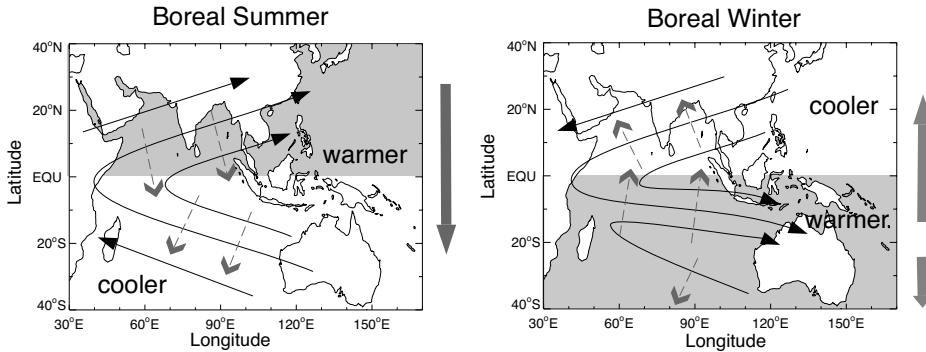 Boreal Summer
40°N
20°N
EQU
20°S
40°S
Latitude
warmer
cooler
30°E
60°E
90°E
120°E
150°E
Longitude
Boreal Winter
40°N
20°N
EQU
20°S
40°S
Latitude
cooler
warmer.
30°E
60°E
90°E
120°E
150°E
Longitude